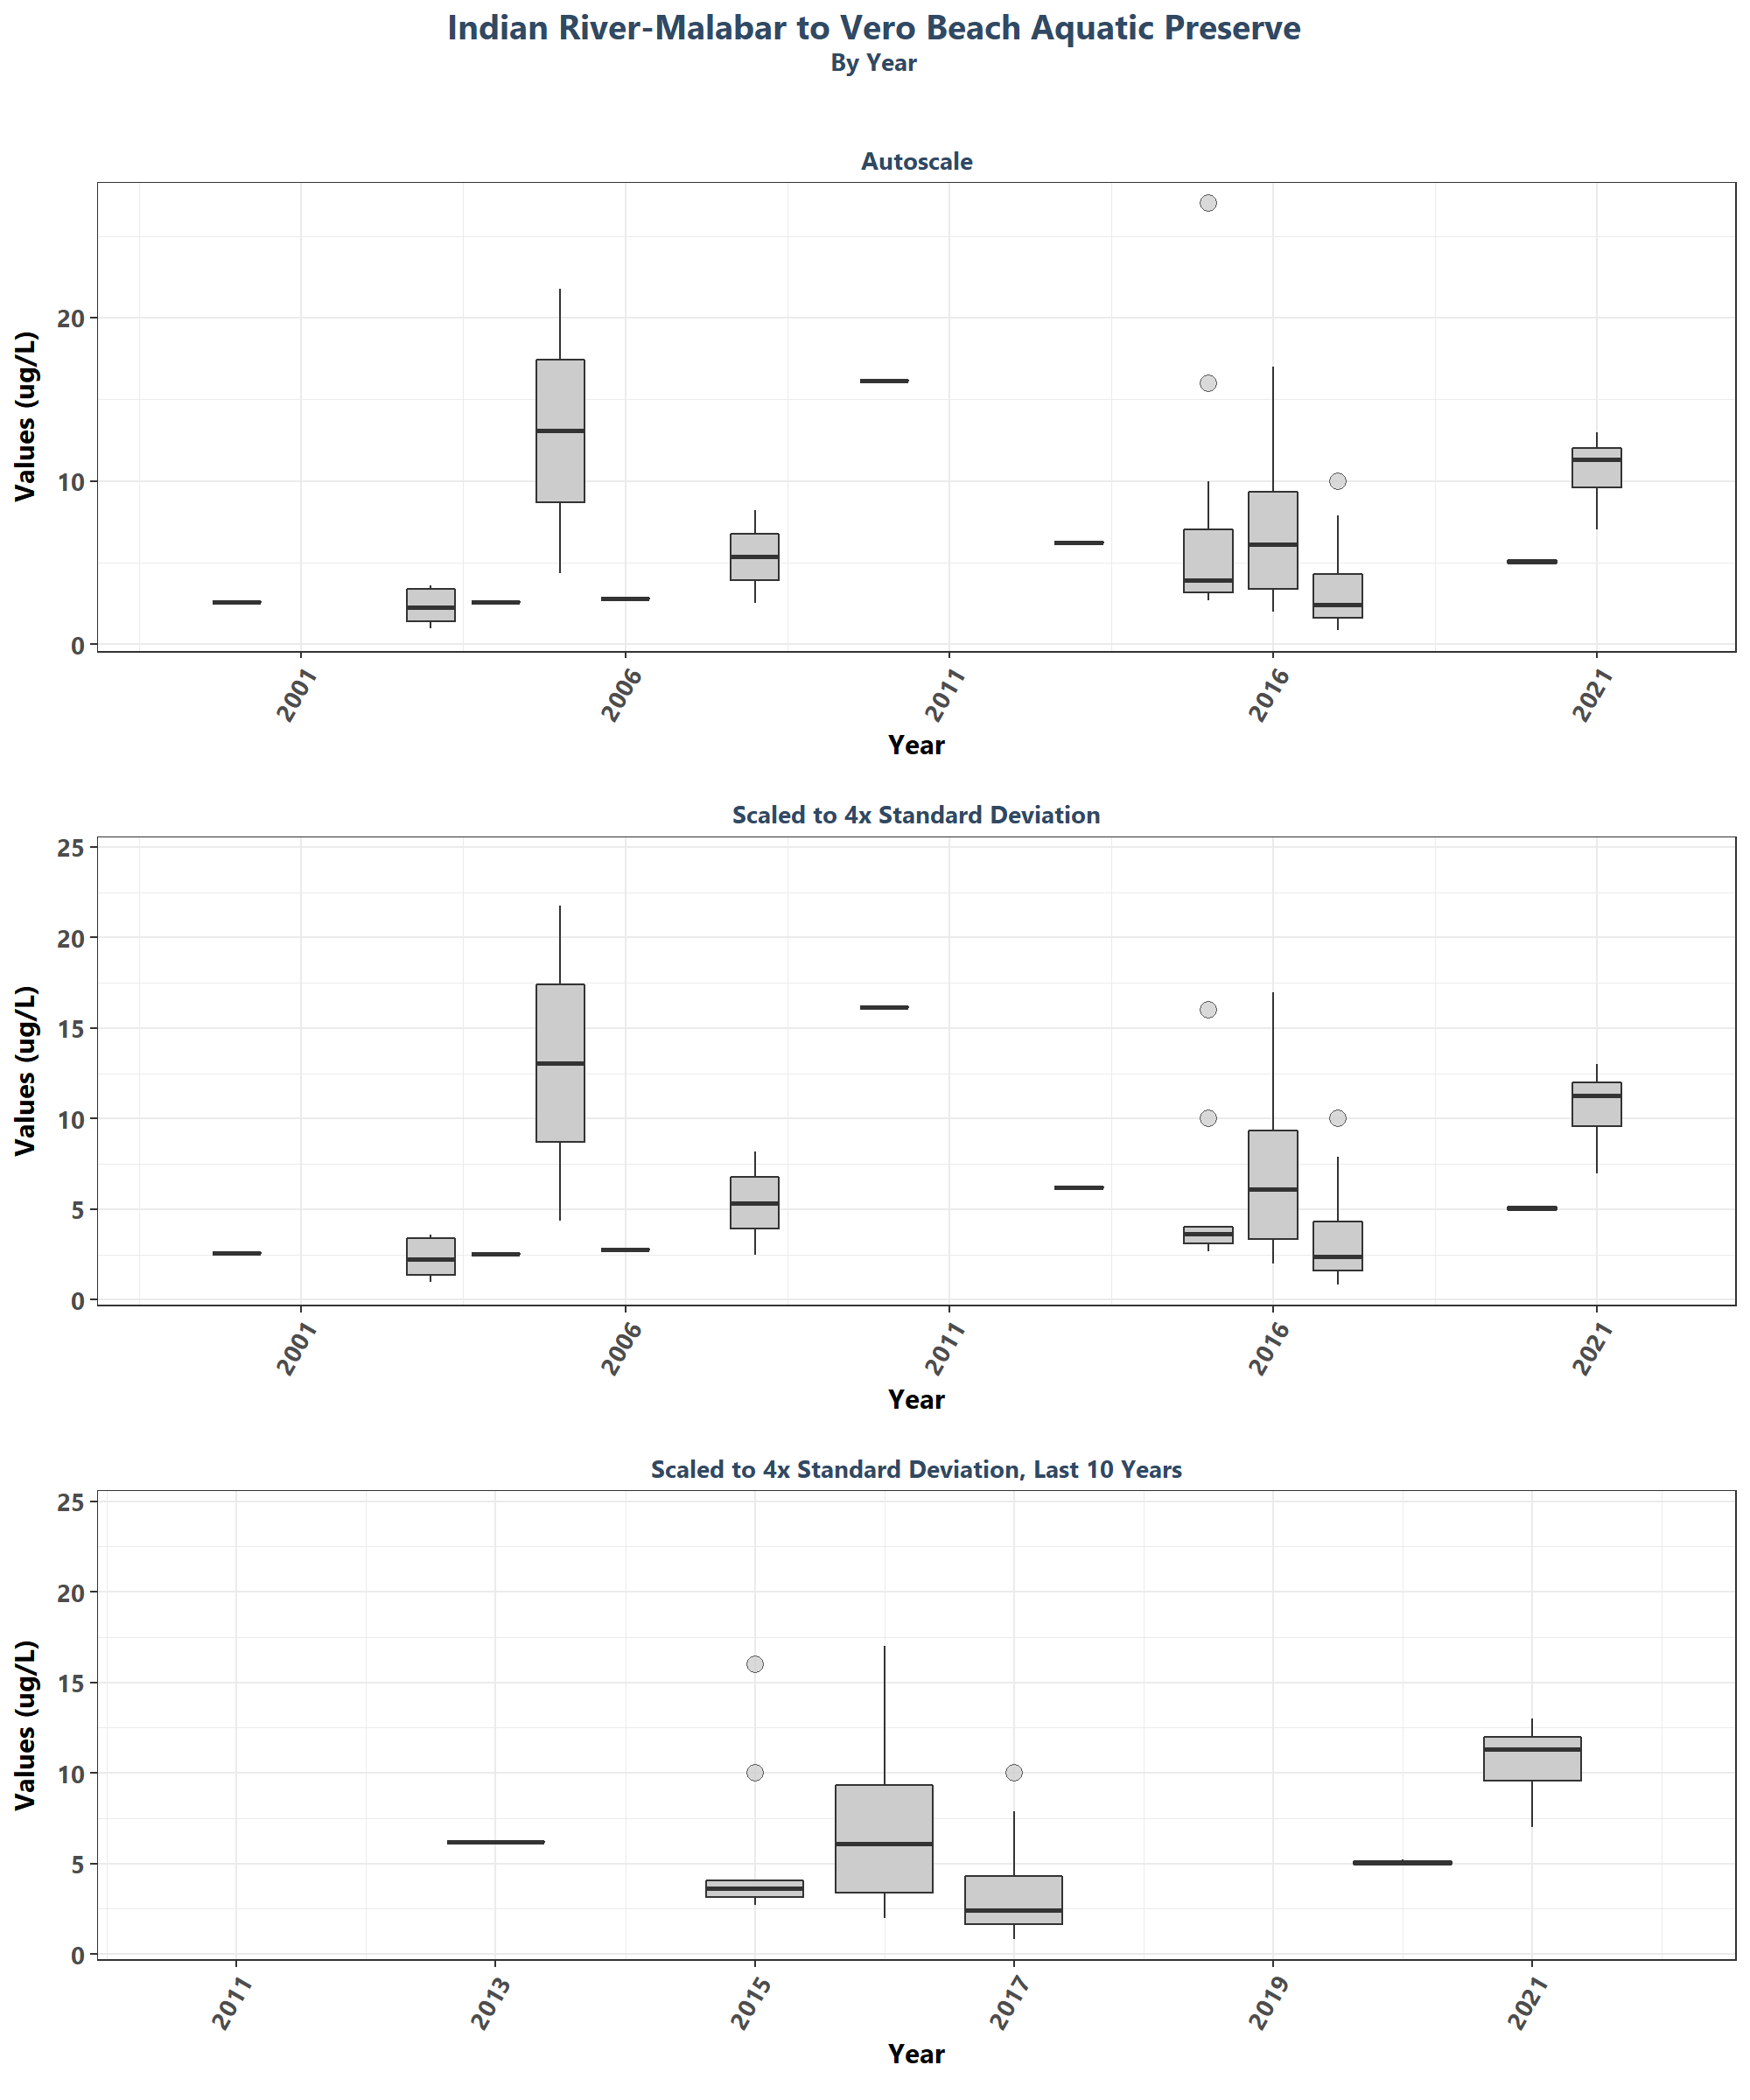 Indian River-Malabar to Vero Beach Aquatic Preserve
By Year
Autoscale
Values (ug/L)
20
10
0
2001 2006 2011 2016 2021
Year
Scaled to 4x Standard Deviation
Values (ug/L)
25
20
15
10
5
0
2001 2006 2011 2016 2021
Year
Scaled to 4x Standard Deviation, Last 10 Years
Values (ug/L)
25
20
15
10
5
0
2011 2013 2015 2017 2019 2021
Year